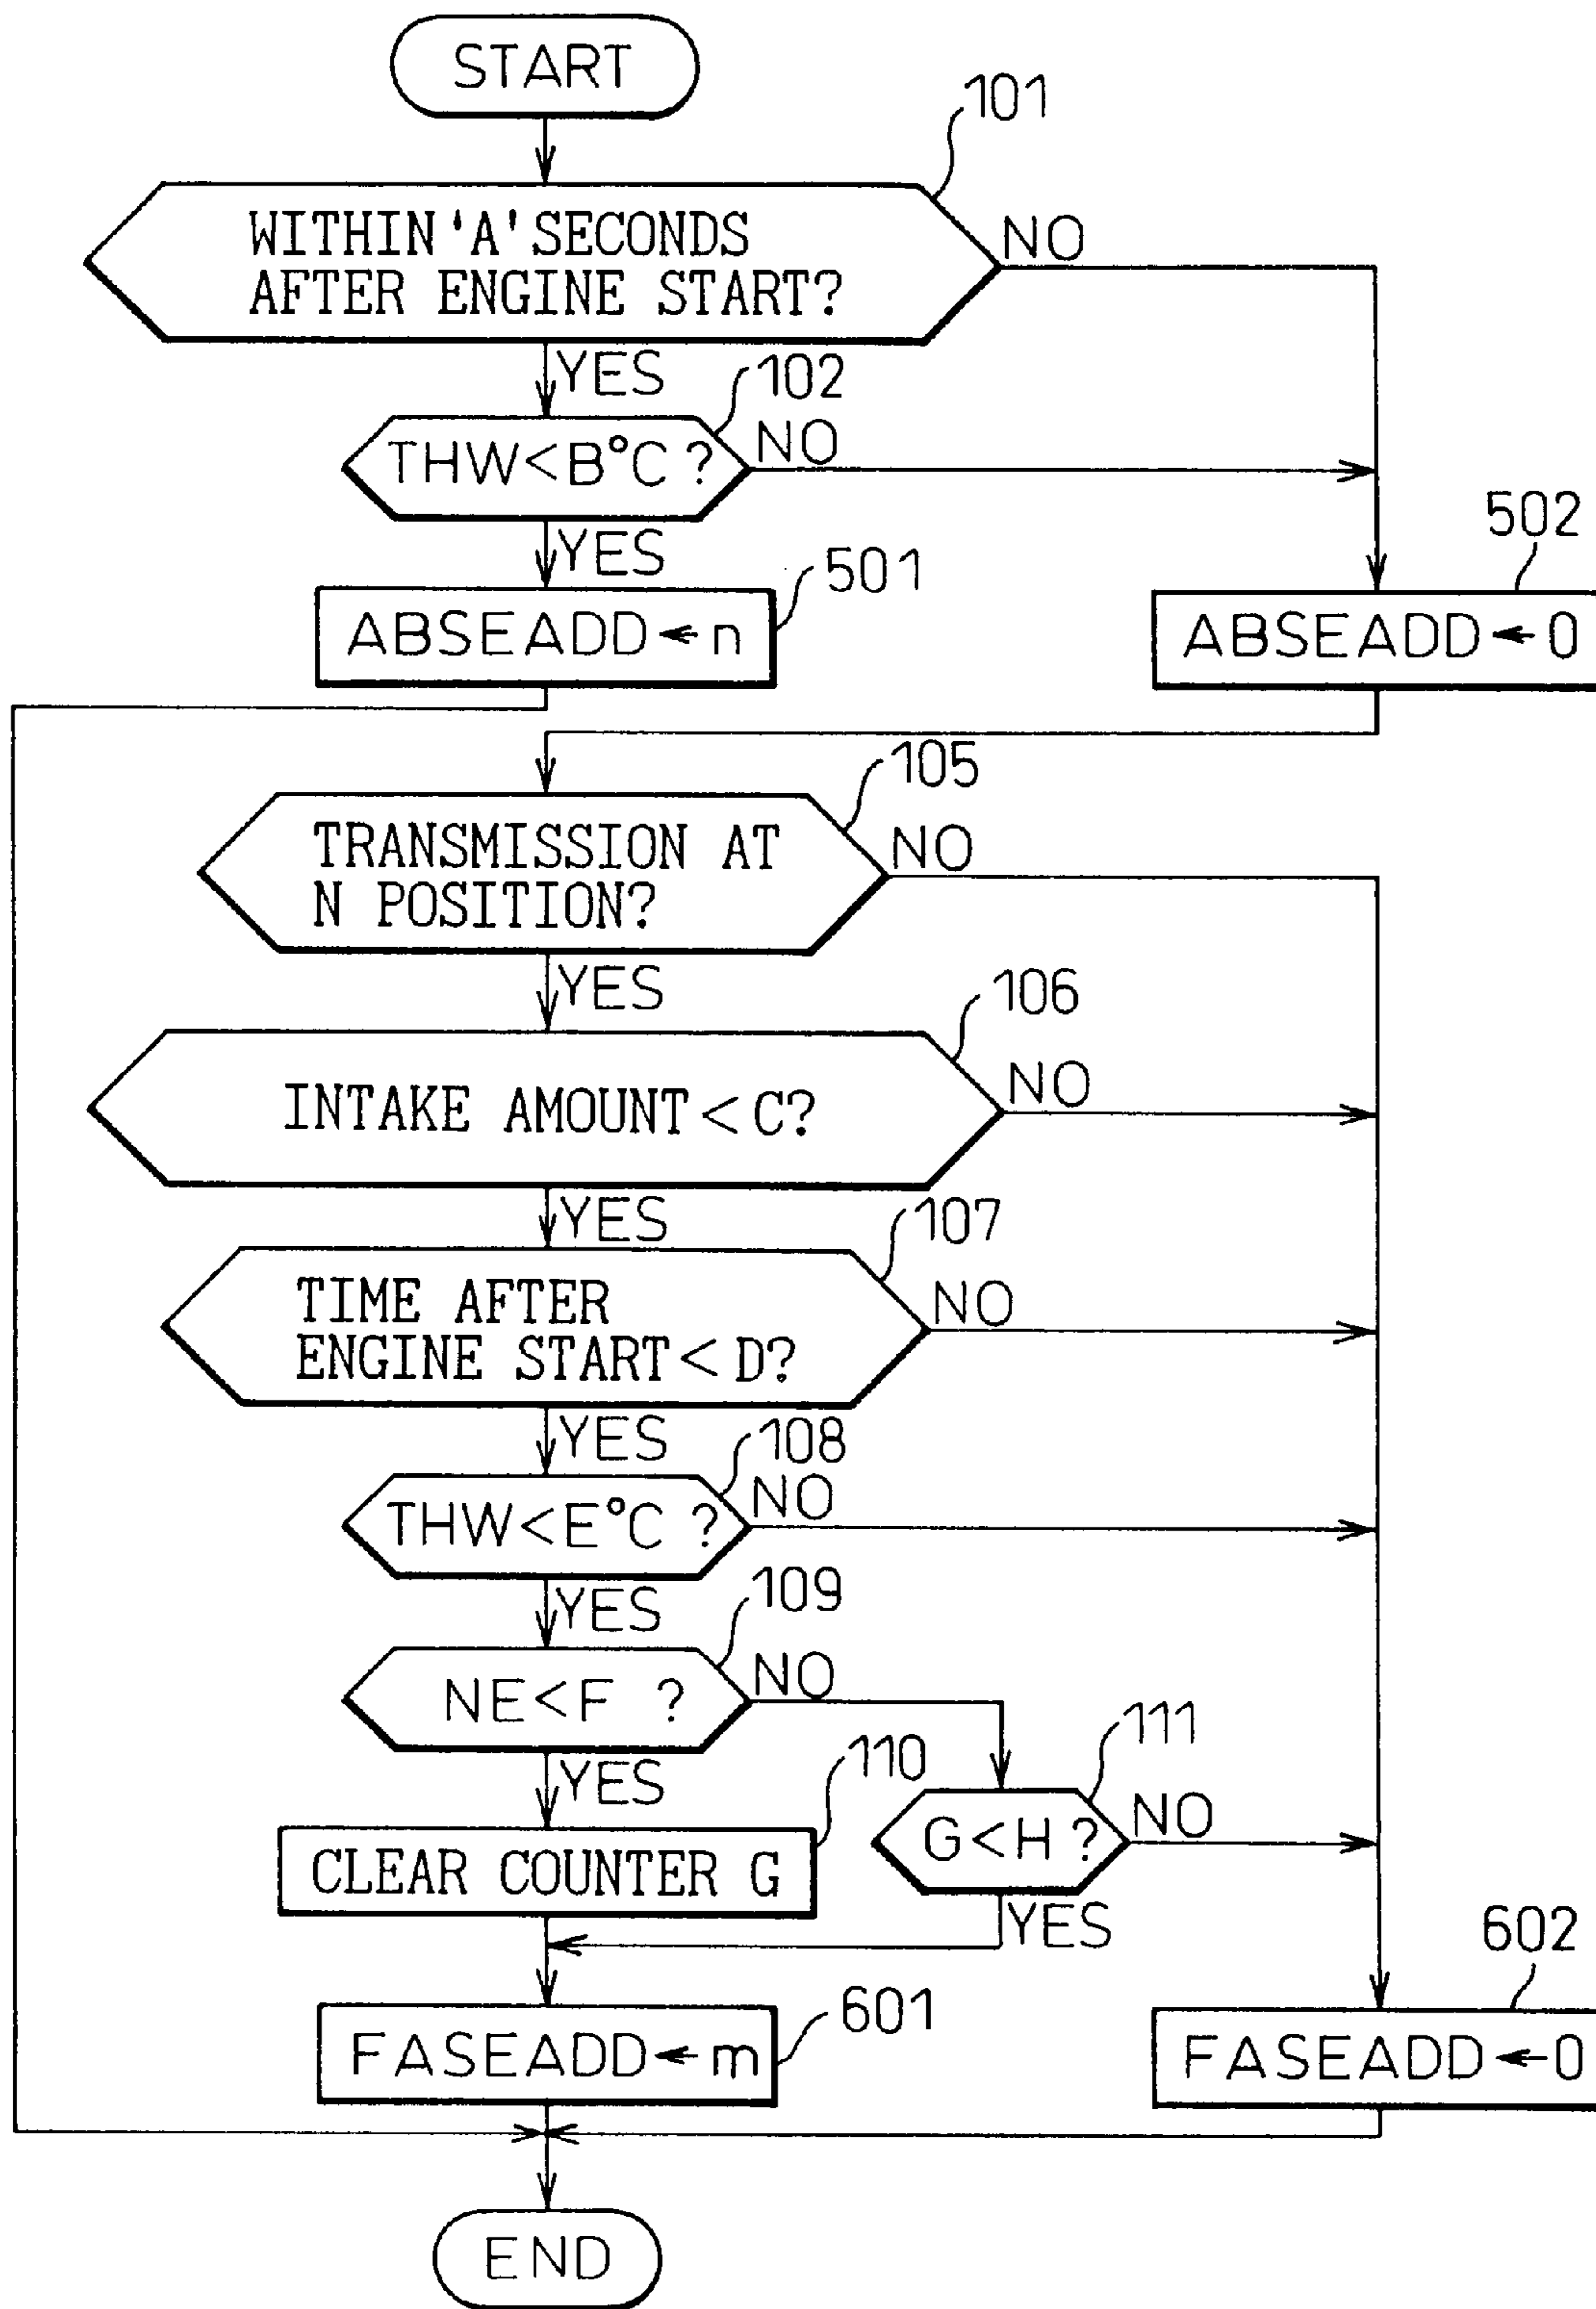 START
101
WITHIN 'A' SECONDS
AFTER ENGINE START?
NO
YES
102
THW<B°C ?
NO
YES
501
502
ABSEADD←n
ABSEADD←0
105
TRANSMISSION AT
N POSITION?
NO
YES
106
INTAKE AMOUNT<C?
NO
YES
107
TIME AFTER
ENGINE START<D?
NO
YES
108
THW<E°C ?
NO
YES
109
NE<F ?
NO
YES
110
111
CLEAR COUNTER G
G<H ?
NO
YES
601
602
FASEADD←m
FASEADD←0
END